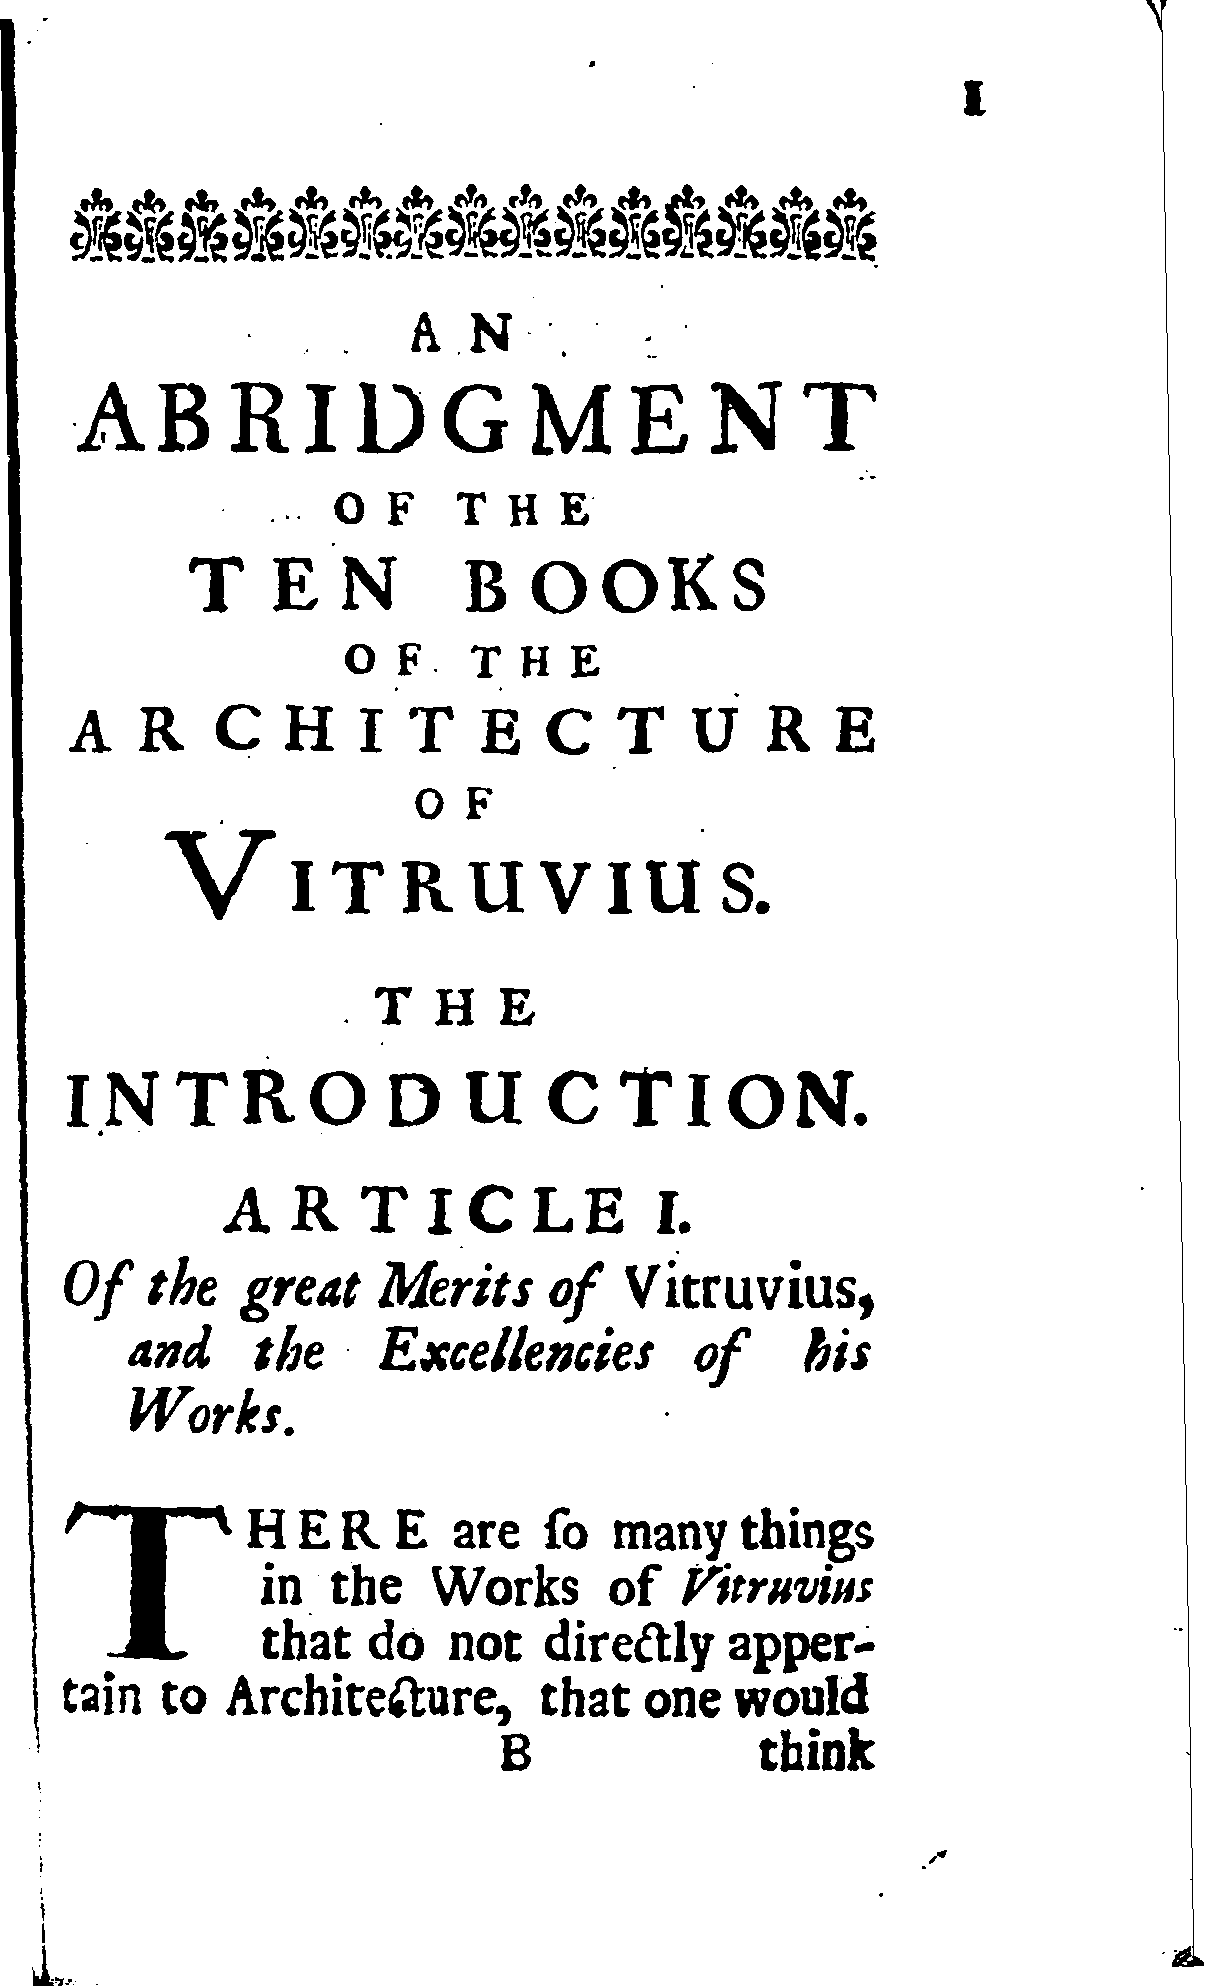 I
AN
ABRIDGMENT
OF THE
TEN BOOKS
OF THE
ARCHITECTURE
OF
VITRUVIUS.
THE
INTRODUCTION.
ARTICLE I.
Of the great Merits of Vitruvius,
and the Excellencies of his
Works.
THERE are ſo many things
in the Works of Vitruvius
that do not directly apper-
tain to Architecture, that one would
B think